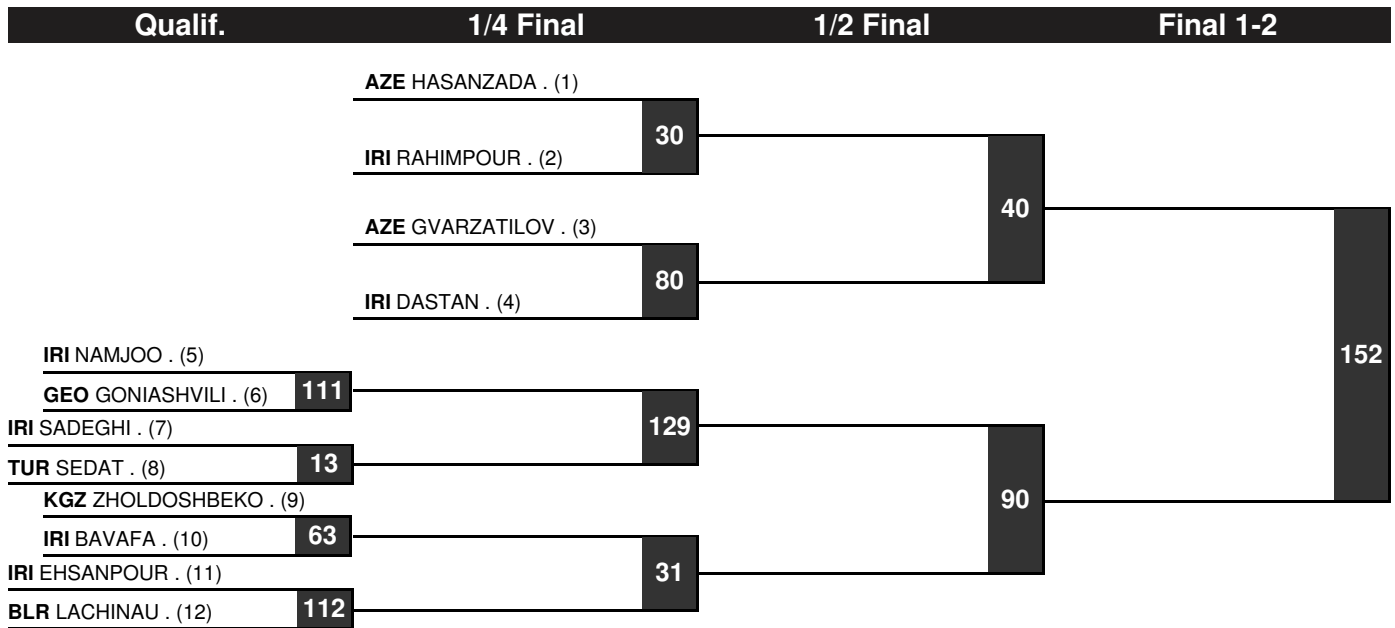 Qualif. 1/4 Final 1/2 Final Final 1-2
AZE HASANZADA . (1)
30
IRI RAHIMPOUR . (2)
40
AZE GVARZATILOV . (3)
80
IRI DASTAN . (4)
152
IRI NAMJOO . (5)
111
GEO GONIASHVILI . (6)
129
IRI SADEGHI . (7)
13
TUR SEDAT . (8)
90
KGZ ZHOLDOSHBEKO . (9)
63
IRI BAVAFA . (10)
31
IRI EHSANPOUR . (11)
112
BLR LACHINAU . (12)